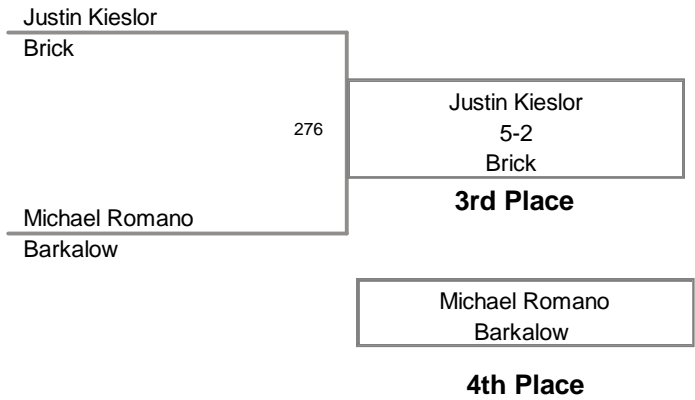 Justin Kieslor
Brick
276
Justin Kieslor
5-2
Brick
3rd Place
Michael Romano
Barkalow
Michael Romano
Barkalow
4th Place